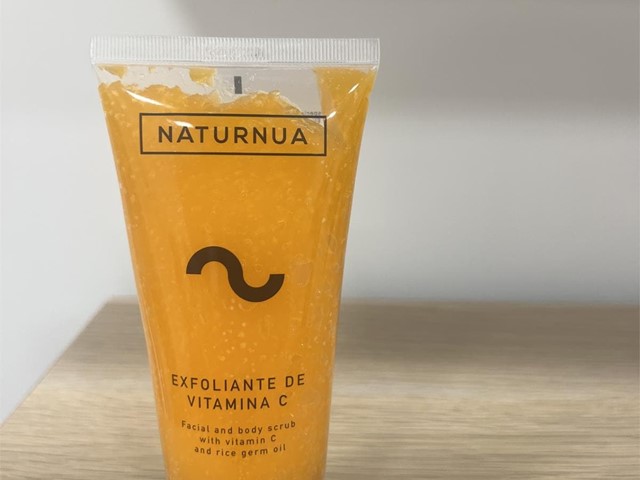 NATURNUA
EXFOLIANTE DE
VITAMINA C
Facial and body scrub
with vitamin C
and rice germ oil